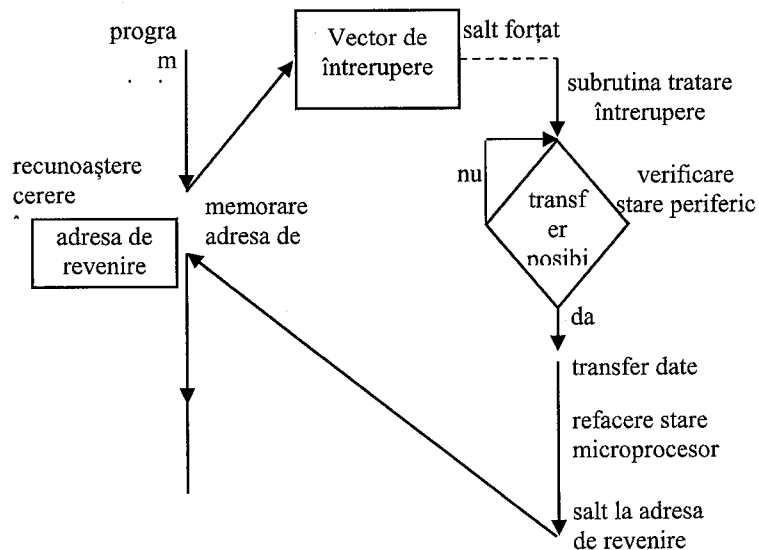 progra
m
Vector de
întrerupere
salt forțat
subrutina tratare
întrerupere
recunoaștere
cerere
memorare
adresa de
adresa de
revenire
nu
transf
er
posibi
verificare
stare periferic
da
transfer date
refacere stare
microprocesor
salt la adresa
de revenire